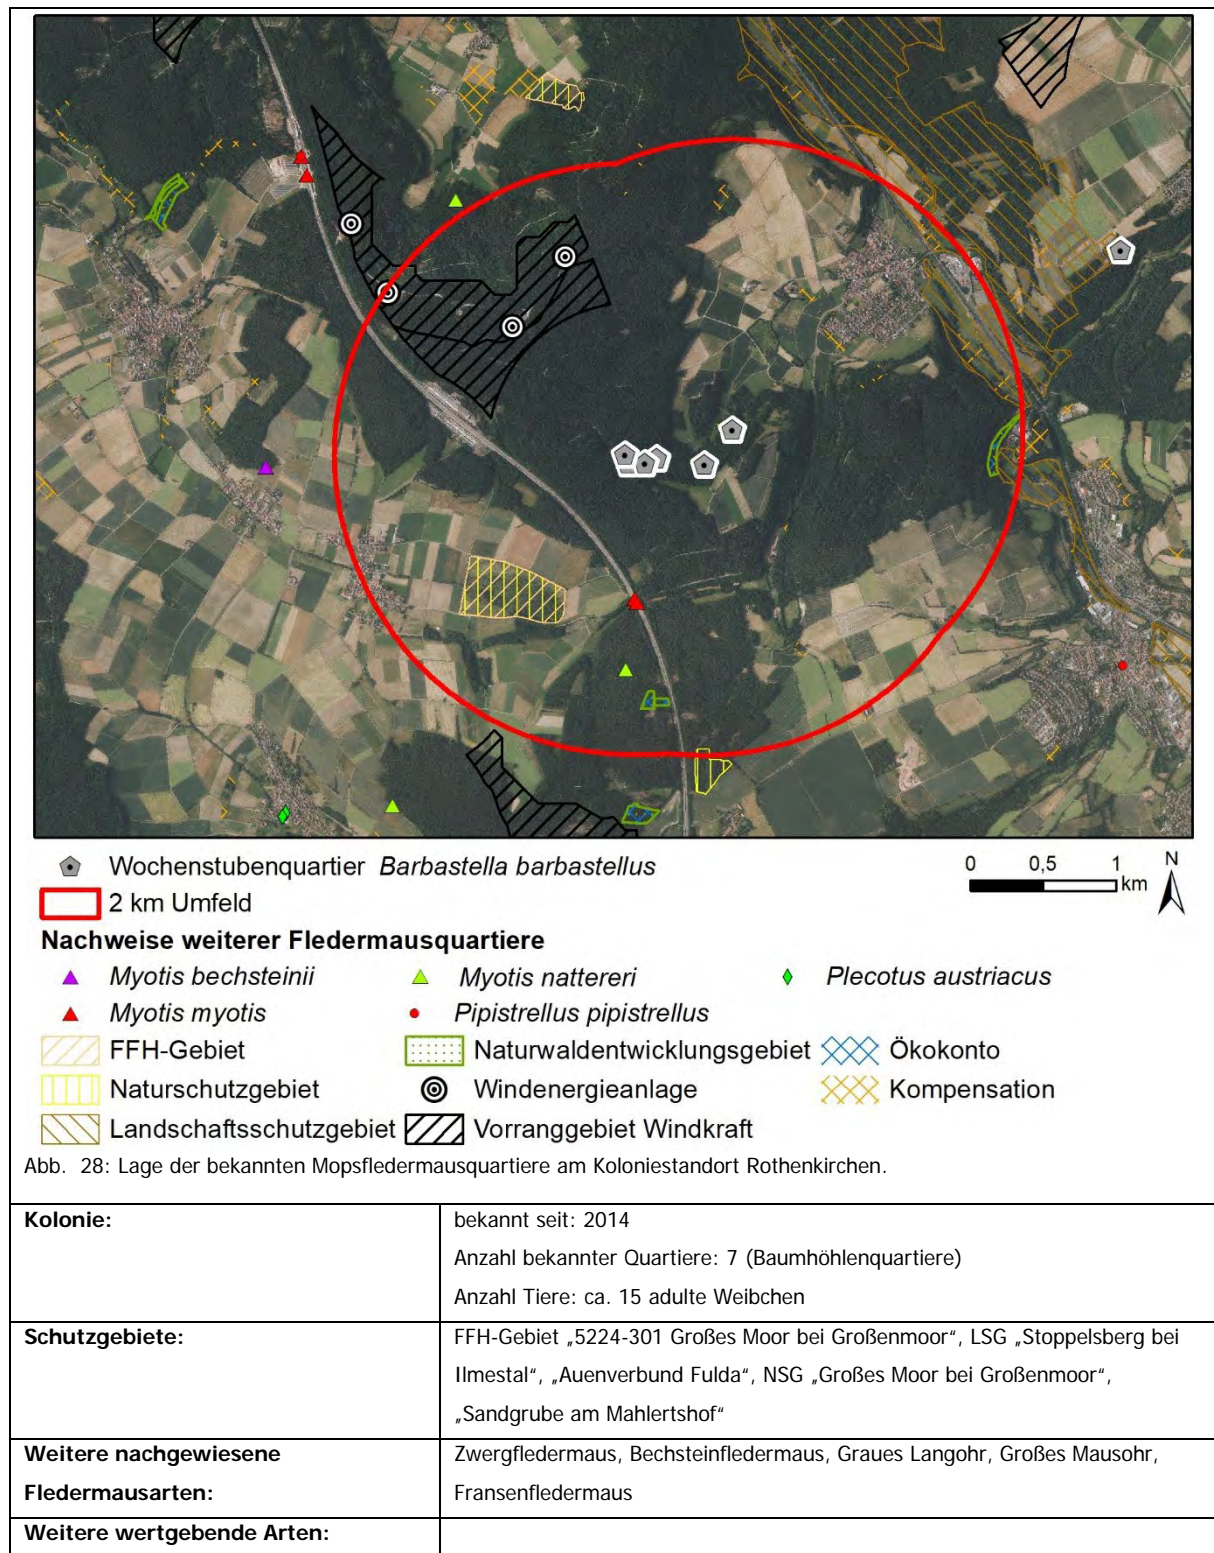 Wochenstubenquartier Barbastella barbastellus
0 0,5 1 km
N
2 km Umfeld
Nachweise weiterer Fledermausquartiere
Myotis bechsteinii Myotis nattereri Plecotus austriacus
Myotis myotis Pipistrellus pipistrellus
FFH-Gebiet Naturwaldentwicklungsgebiet Ökokonto
Naturschutzgebiet Windenergieanlage Kompensation
Landschaftsschutzgebiet Vorranggebiet Windkraft
Abb. 28: Lage der bekannten Mopsfledermausquartiere am Koloniestandort Rothenkirchen.
Kolonie: bekannt seit: 2014
Anzahl bekannter Quartiere: 7 (Baumhöhlenquartiere)
Anzahl Tiere: ca. 15 adulte Weibchen
Schutzgebiete: FFH-Gebiet „5224-301 Großes Moor bei Großenmoor“, LSG „Stoppelsberg bei
Ilmestal“, „Auenverbund Fulda“, NSG „Großes Moor bei Großenmoor“,
„Sandgrube am Mahlertshof“
Weitere nachgewiesene Zwergfledermaus, Bechsteinfledermaus, Graues Langohr, Großes Mausohr,
Fledermausarten: Fransenfledermaus
Weitere wertgebende Arten: